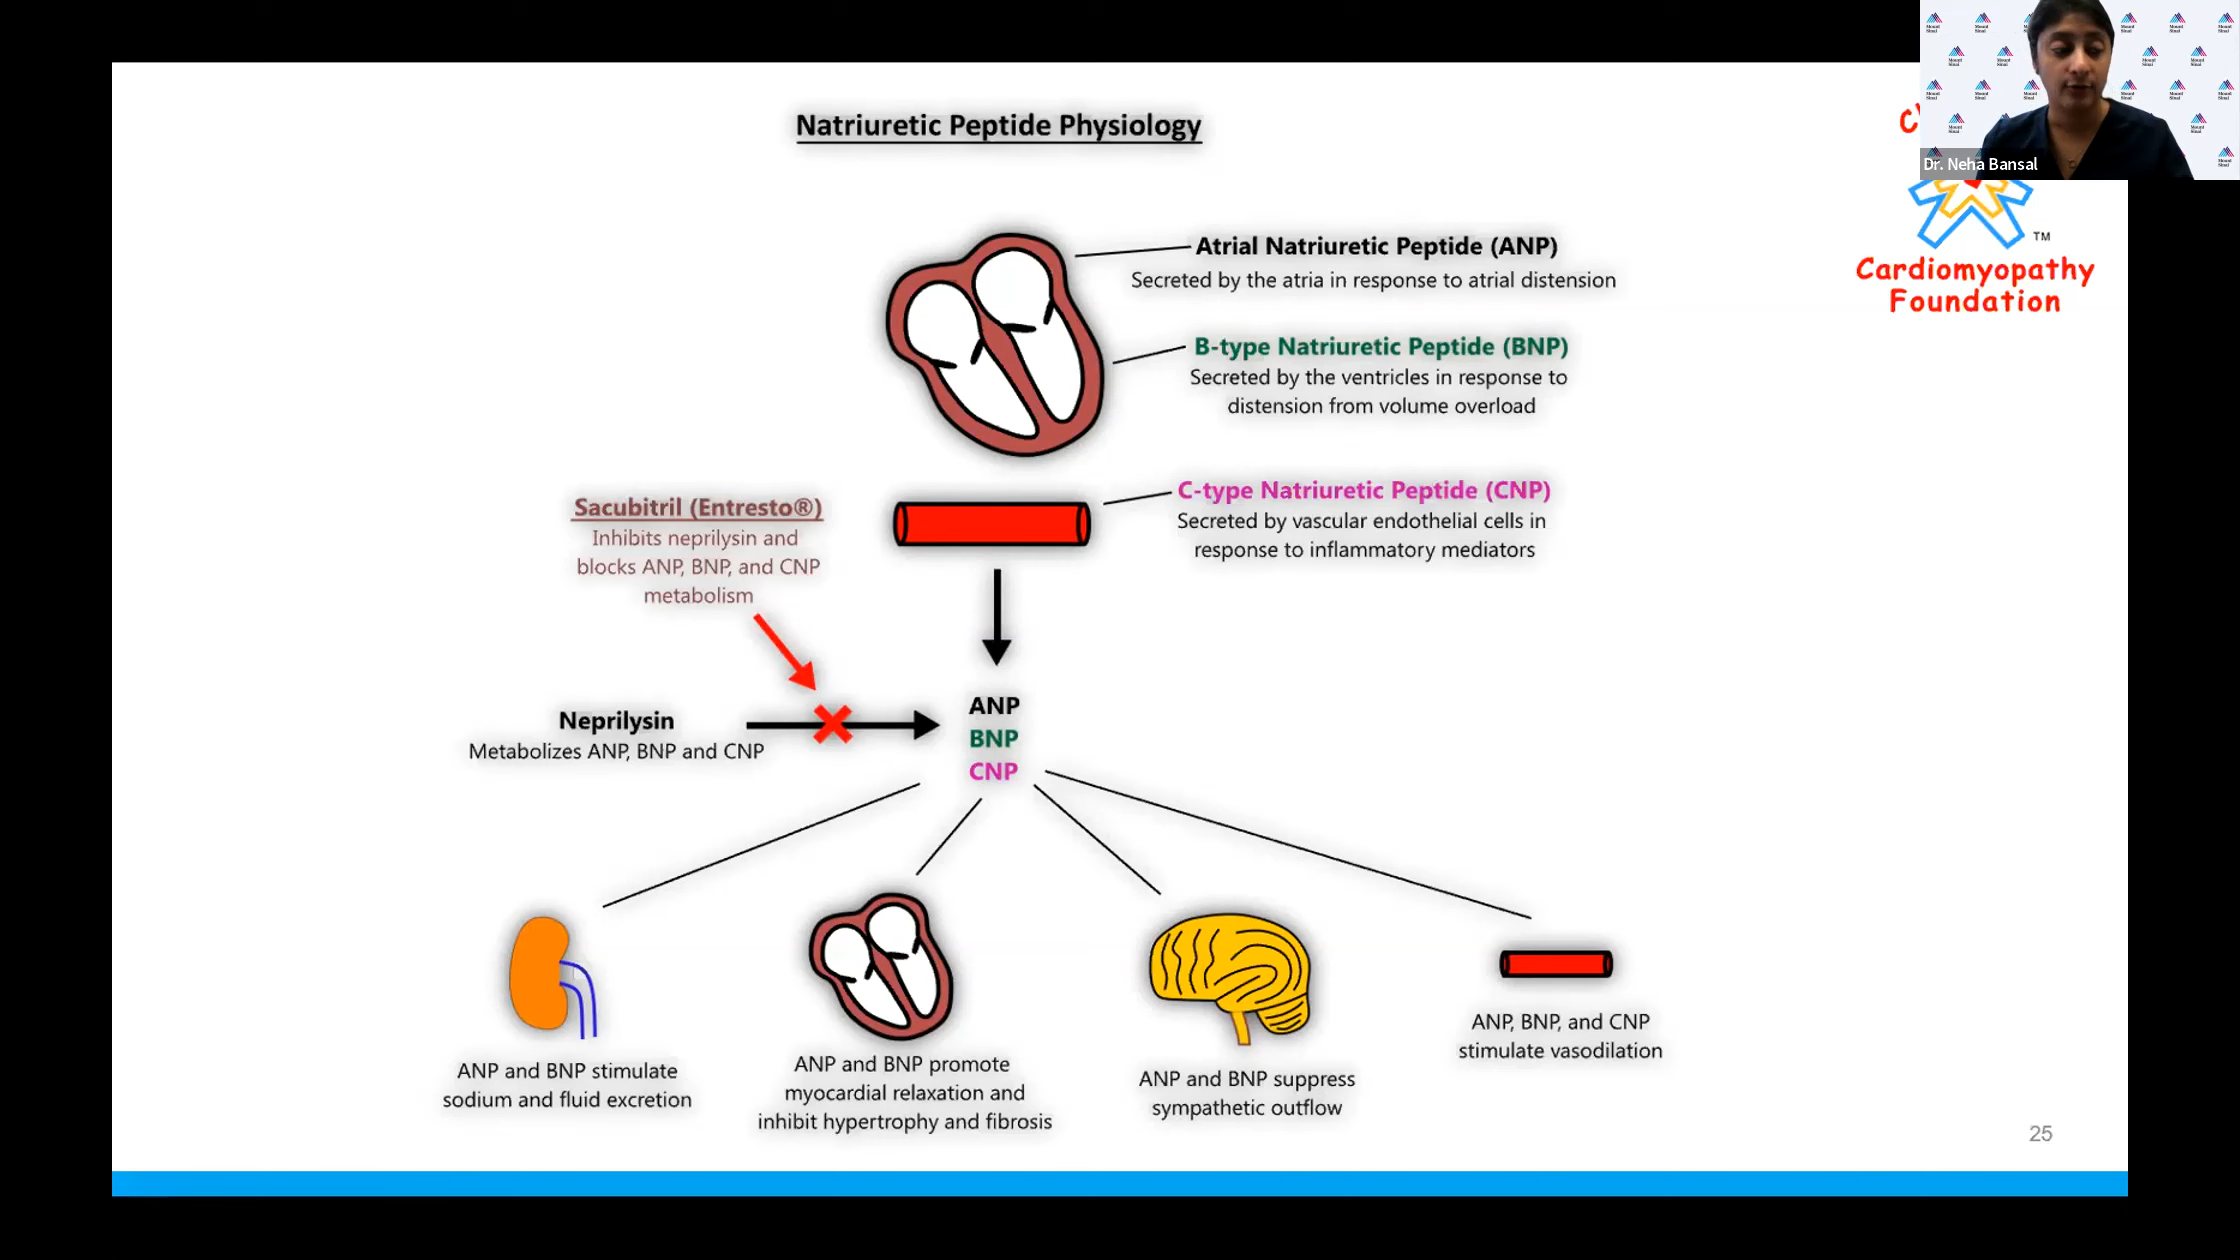 Natriuretic Peptide Physiology
Dr. Neha Bansal
Atrial Natriuretic Peptide (ANP)
Secreted by the atria in response to atrial distension
TM
Cardiomyopathy
Foundation
B-type Natriuretic Peptide (BNP)
Secreted by the ventricles in response to
distension from volume overload
C-type Natriuretic Peptide (CNP)
Secreted by vascular endothelial cells in
response to inflammatory mediators
Sacubitril (Entresto®)
Inhibits neprilysin and
blocks ANP, BNP, and CNP
metabolism
Neprilysin
Metabolizes ANP, BNP and CNP
ANP
BNP
CNP
ANP and BNP stimulate
sodium and fluid excretion
ANP and BNP promote
myocardial relaxation and
inhibit hypertrophy and fibrosis
ANP and BNP suppress
sympathetic outflow
ANP, BNP, and CNP
stimulate vasodilation
25